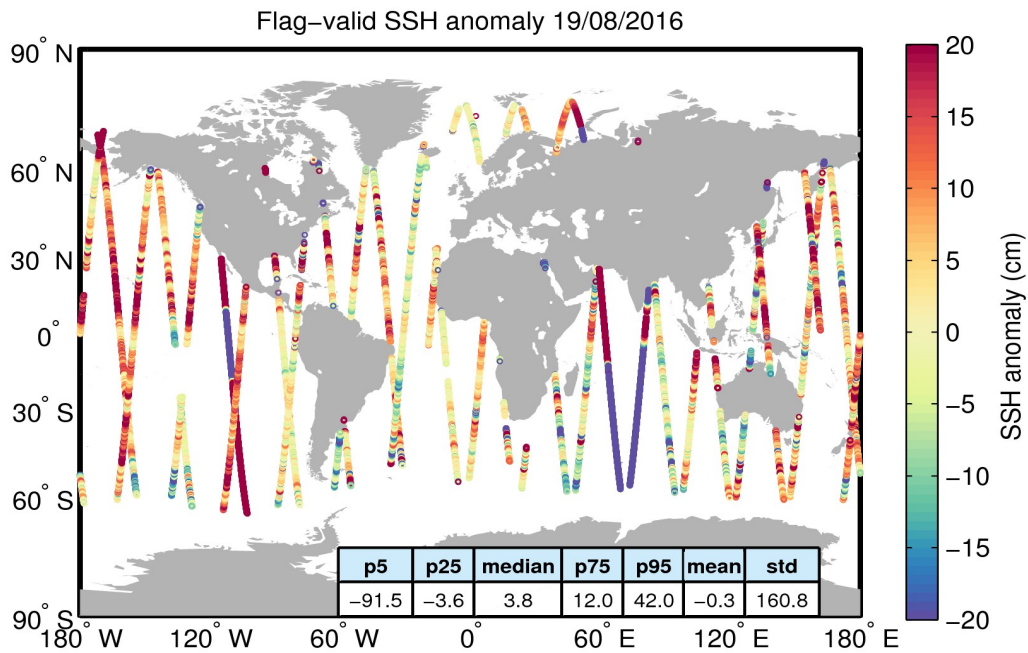 Flag−valid SSH anomaly 19/08/2016
90° N
60° N
30° N
0°
30° S
60° S
90° S
180° W
120° W
60° W
0°
60° E
120° E
180° E
p5 p25 median p75 p95 mean std
−91.5 −3.6 3.8 12.0 42.0 −0.3 160.8
20
15
10
5
0
−5
−10
−15
−20
SSH anomaly (cm)